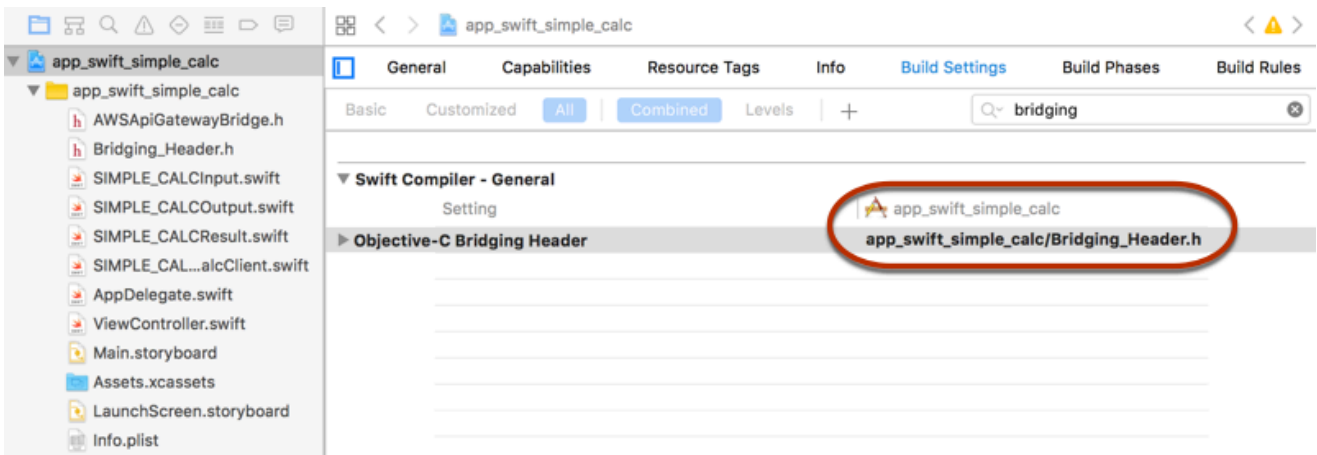 app_swift_simple_calc
app_swift_simple_calc
General Capabilities Resource Tags Info Build Settings Build Phases Build Rules
app_swift_simple_calc
Basic Customized All Combined Levels + bridging
AWSApiGatewayBridge.h
Bridging_Header.h
SIMPLE_CALCInput.swift
SIMPLE_CALCOutput.swift
SIMPLE_CALCResult.swift
SIMPLE_CAL...alcClient.swift
AppDelegate.swift
ViewController.swift
Main.storyboard
Assets.xcassets
LaunchScreen.storyboard
Info.plist
Swift Compiler - General
Setting app_swift_simple_calc
Objective-C Bridging Header app_swift_simple_calc/Bridging_Header.h